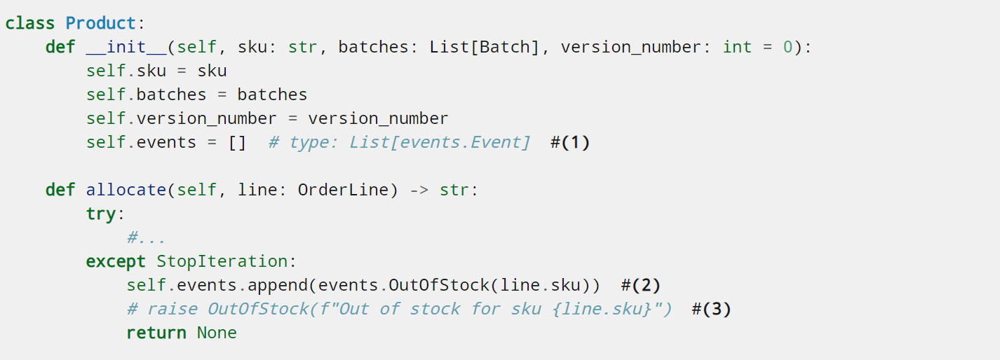 class Product:
    def __init__(self, sku: str, batches: List[Batch], version_number: int = 0):
        self.sku = sku
        self.batches = batches
        self.version_number = version_number
        self.events = []  # type: List[events.Event]  #(1)

    def allocate(self, line: OrderLine) -> str:
        try:
            #...
        except StopIteration:
            self.events.append(events.OutOfStock(line.sku))  #(2)
            # raise OutOfStock(f"Out of stock for sku {line.sku}")  #(3)
            return None